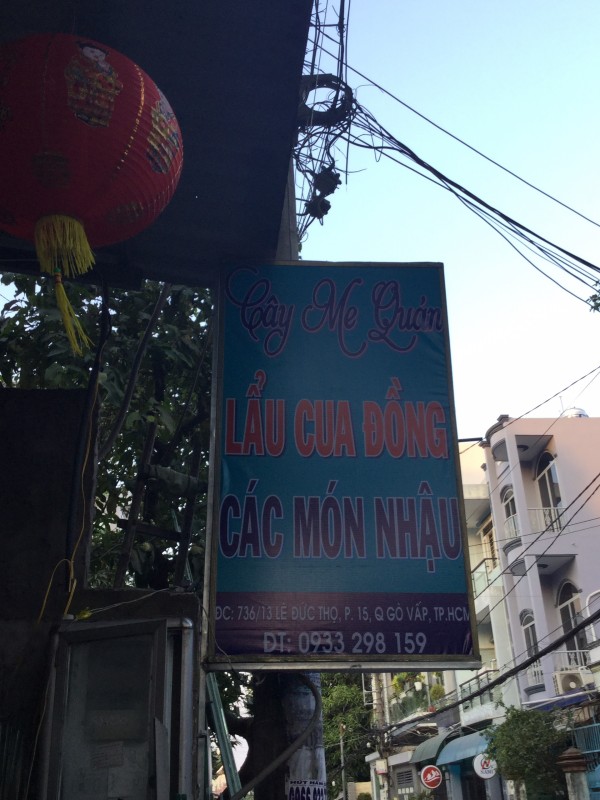 Cây Me Quán
LẨU CUA ĐỒNG
CÁC MÓN NHẬU
ĐC: 736/13 LÊ ĐỨC THỌ, P. 15, Q GÒ VẤP, TP.HCM
ĐT: 0933 298 159